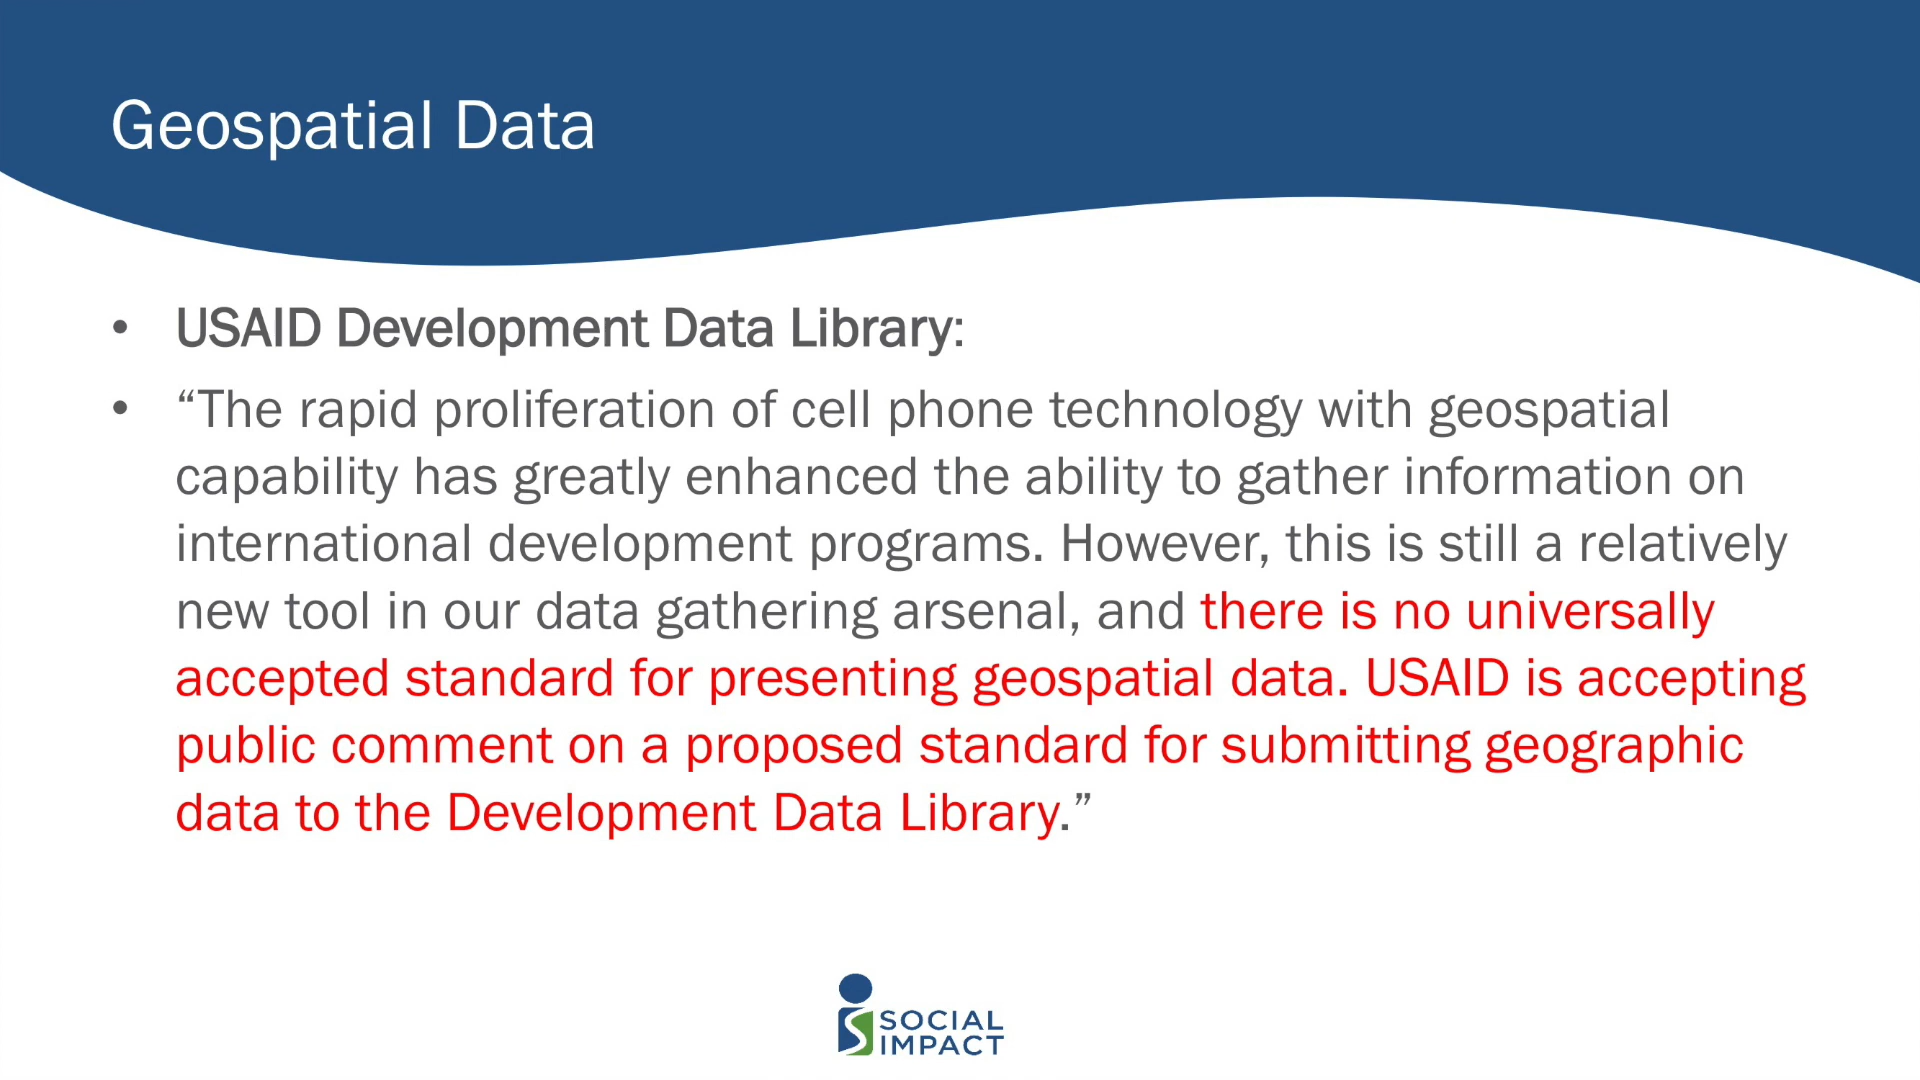 Geospatial Data
• USAID Development Data Library:
• “The rapid proliferation of cell phone technology with geospatial
capability has greatly enhanced the ability to gather information on
international development programs. However, this is still a relatively
new tool in our data gathering arsenal, and there is no universally
accepted standard for presenting geospatial data. USAID is accepting
public comment on a proposed standard for submitting geographic
data to the Development Data Library.”
SOCIAL
IMPACT